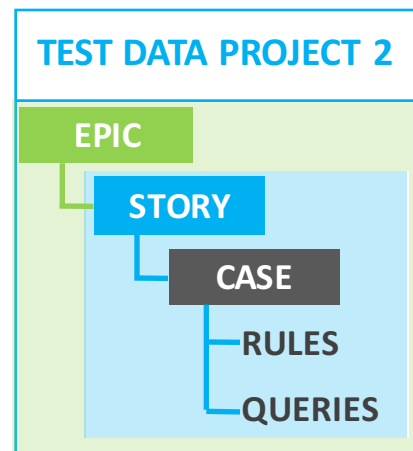 TEST DATA PROJECT 2
EPIC
STORY
CASE
RULES
QUERIES